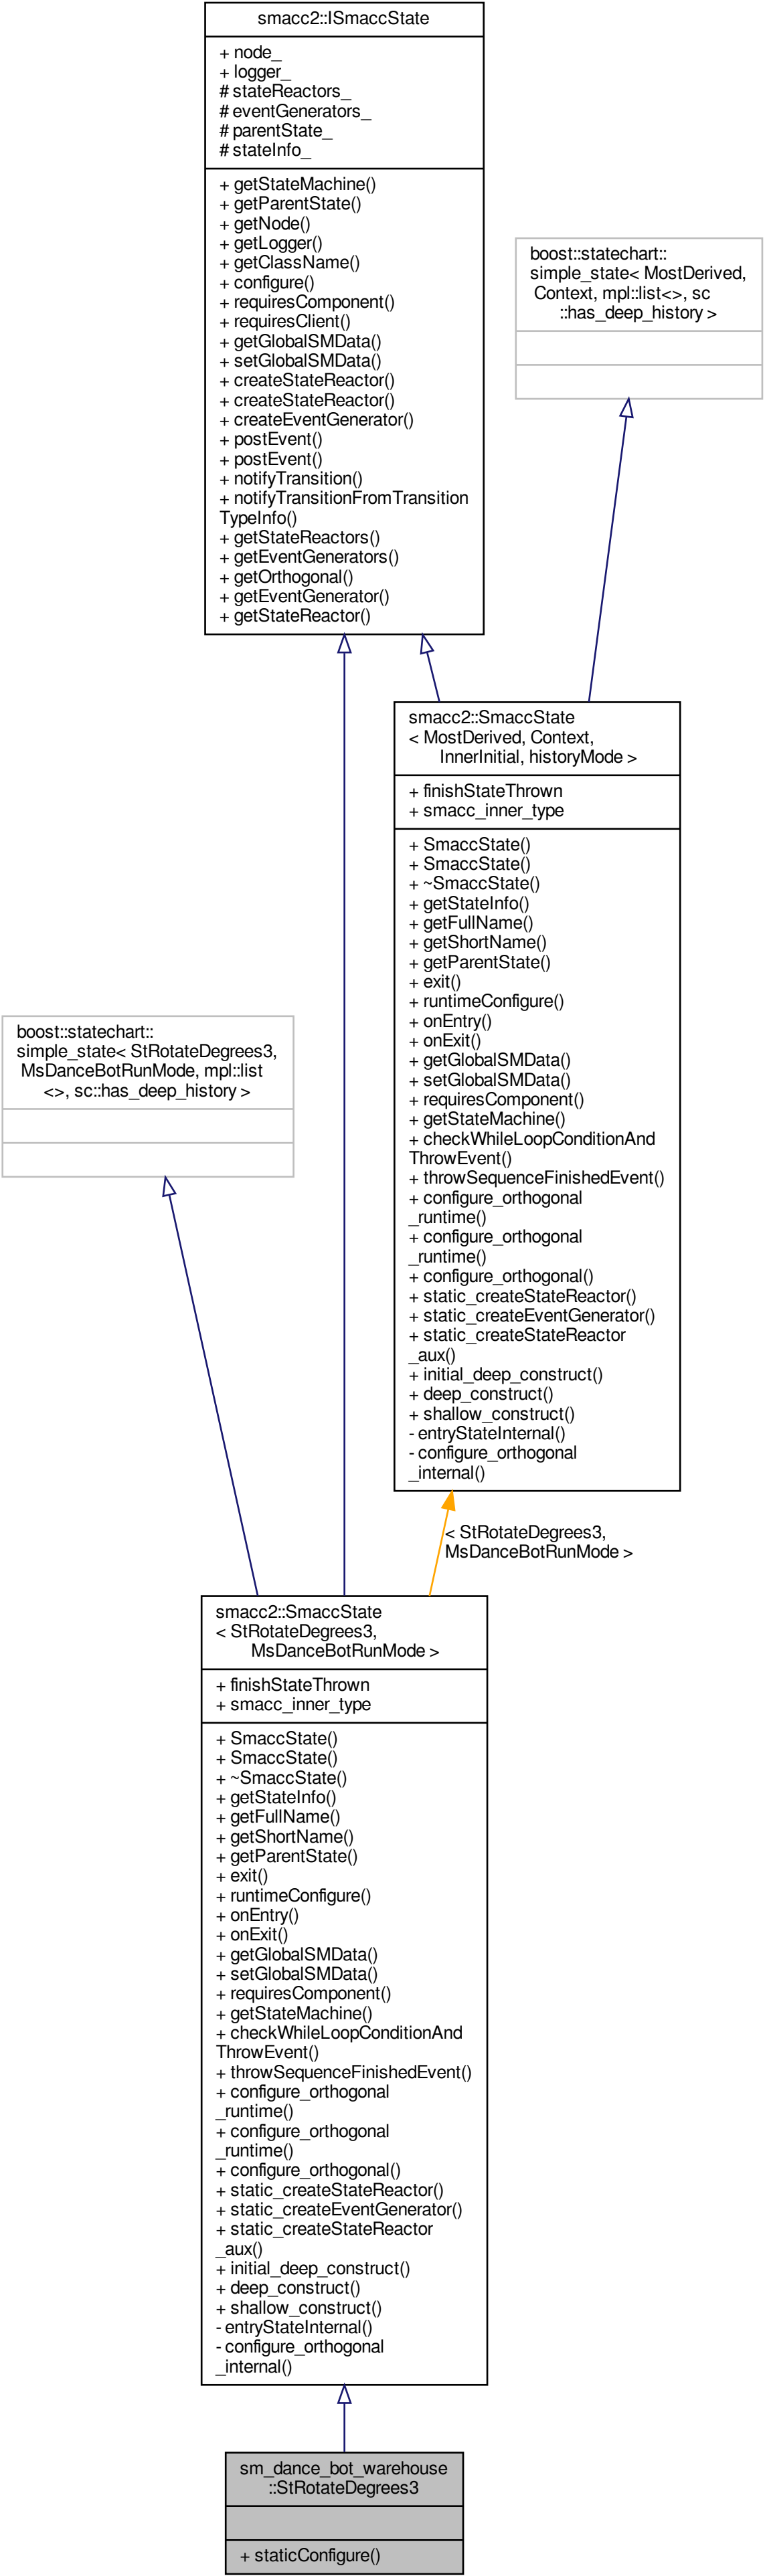 smacc2::ISmaccState
+ node_
+ logger_
# stateReactors_
# eventGenerators_
# parentState_
# stateInfo_
+ getStateMachine()
+ getParentState()
+ getNode()
+ getLogger()
+ getClassName()
+ configure()
+ requiresComponent()
+ requiresClient()
+ getGlobalSMData()
+ setGlobalSMData()
+ createStateReactor()
+ createStateReactor()
+ createEventGenerator()
+ postEvent()
+ postEvent()
+ notifyTransition()
+ notifyTransitionFromTransition
TypeInfo()
+ getStateReactors()
+ getEventGenerators()
+ getOrthogonal()
+ getEventGenerator()
+ getStateReactor()
boost::statechart::
simple_state< MostDerived,
Context, mpl::list<>, sc
::has_deep_history >
smacc2::SmaccState
< MostDerived, Context,
InnerInitial, historyMode >
+ finishStateThrown
+ smacc_inner_type
+ SmaccState()
+ SmaccState()
+ ~SmaccState()
+ getStateInfo()
+ getFullName()
+ getShortName()
+ getParentState()
+ exit()
+ runtimeConfigure()
+ onEntry()
+ onExit()
+ getGlobalSMData()
+ setGlobalSMData()
+ requiresComponent()
+ getStateMachine()
+ checkWhileLoopConditionAnd
ThrowEvent()
+ throwSequenceFinishedEvent()
+ configure_orthogonal
_runtime()
+ configure_orthogonal
_runtime()
+ configure_orthogonal()
+ static_createStateReactor()
+ static_createEventGenerator()
+ static_createStateReactor
_aux()
+ initial_deep_construct()
+ deep_construct()
+ shallow_construct()
- entryStateInternal()
- configure_orthogonal
_internal()
boost::statechart::
simple_state< StRotateDegrees3,
MsDanceBotRunMode, mpl::list
<>, sc::has_deep_history >
< StRotateDegrees3,
MsDanceBotRunMode >
smacc2::SmaccState
< StRotateDegrees3,
MsDanceBotRunMode >
+ finishStateThrown
+ smacc_inner_type
+ SmaccState()
+ SmaccState()
+ ~SmaccState()
+ getStateInfo()
+ getFullName()
+ getShortName()
+ getParentState()
+ exit()
+ runtimeConfigure()
+ onEntry()
+ onExit()
+ getGlobalSMData()
+ setGlobalSMData()
+ requiresComponent()
+ getStateMachine()
+ checkWhileLoopConditionAnd
ThrowEvent()
+ throwSequenceFinishedEvent()
+ configure_orthogonal
_runtime()
+ configure_orthogonal
_runtime()
+ configure_orthogonal()
+ static_createStateReactor()
+ static_createEventGenerator()
+ static_createStateReactor
_aux()
+ initial_deep_construct()
+ deep_construct()
+ shallow_construct()
- entryStateInternal()
- configure_orthogonal
_internal()
sm_dance_bot_warehouse
::StRotateDegrees3
+ staticConfigure()